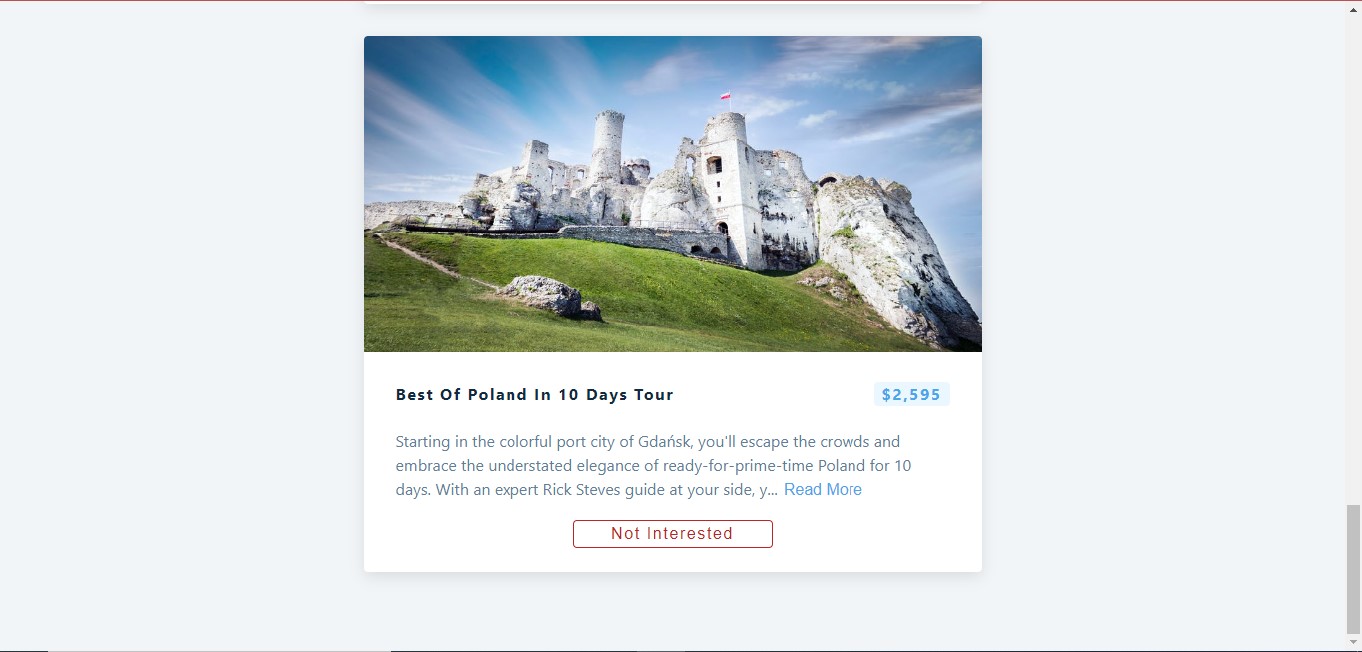 Best Of Poland In 10 Days Tour
$2,595
Starting in the colorful port city of Gdańsk, you'll escape the crowds and
embrace the understated elegance of ready-for-prime-time Poland for 10
days. With an expert Rick Steves guide at your side, y... Read More
Not Interested